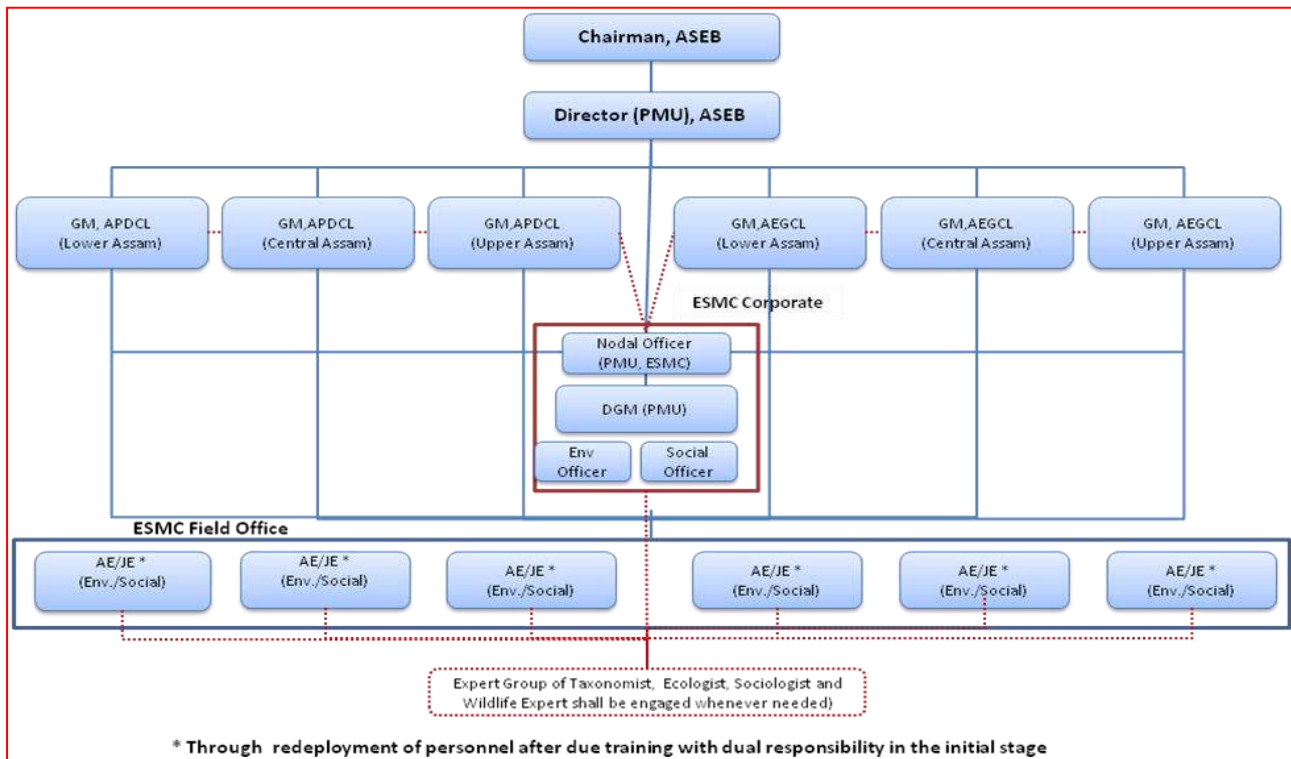 Chairman, ASEB
Director (PMU), ASEB
GM, APDCL
(Lower Assam)
GM,APDCL
(Central Assam)
GM,APDCL
(Upper Assam)
GM,AEGCL
(Lower Assam)
GM,AEGCL
(Central Assam)
GM, AEGCL
(Upper Assam)
ESMC Corporate
Nodal Officer
(PMU, ESMC)
DGM (PMU)
Env
Officer
Social
Officer
ESMC Field Office
AE/JE *
(Env./Social)
AE/JE *
(Env./Social)
AE/JE *
(Env./Social)
AE/JE *
(Env./Social)
AE/JE *
(Env./Social)
AE/JE *
(Env./Social)
Expert Group of Taxonomist, Ecologist, Sociologist and
Wildlife Expert shall be engaged whenever needed)
* Through redeployment of personnel after due training with dual responsibility in the initial stage